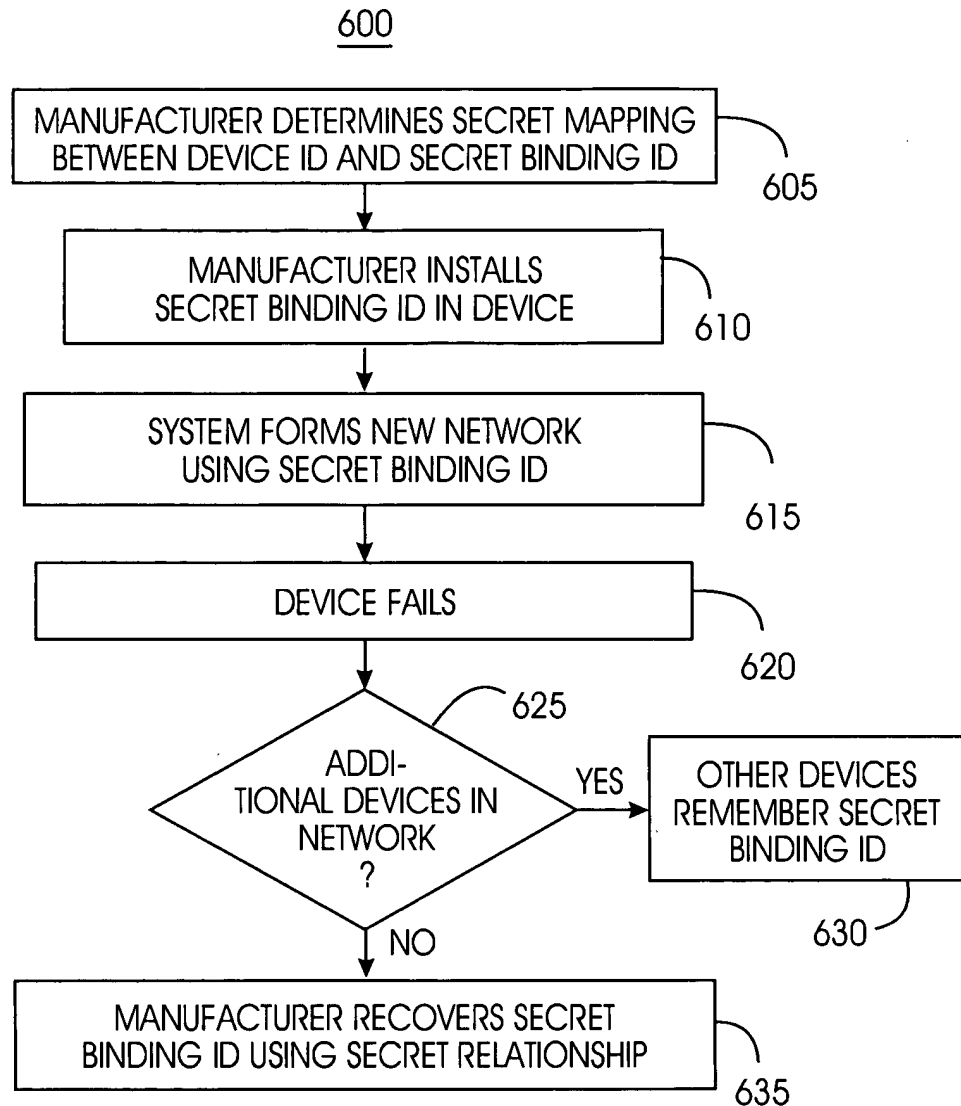 600
MANUFACTURER DETERMINES SECRET MAPPING
BETWEEN DEVICE ID AND SECRET BINDING ID
605
MANUFACTURER INSTALLS
SECRET BINDING ID IN DEVICE
610
SYSTEM FORMS NEW NETWORK
USING SECRET BINDING ID
615
DEVICE FAILS
620
625
ADDI-
TIONAL DEVICES IN
NETWORK
?
YES
OTHER DEVICES
REMEMBER SECRET
BINDING ID
630
NO
MANUFACTURER RECOVERS SECRET
BINDING ID USING SECRET RELATIONSHIP
635